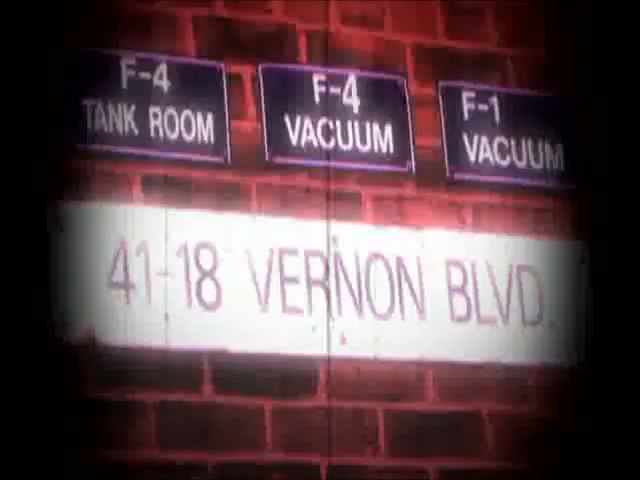 F-4
TANK ROOM
F-4
VACUUM
F-1
VACUUM
41-18 VERNON BLVD.